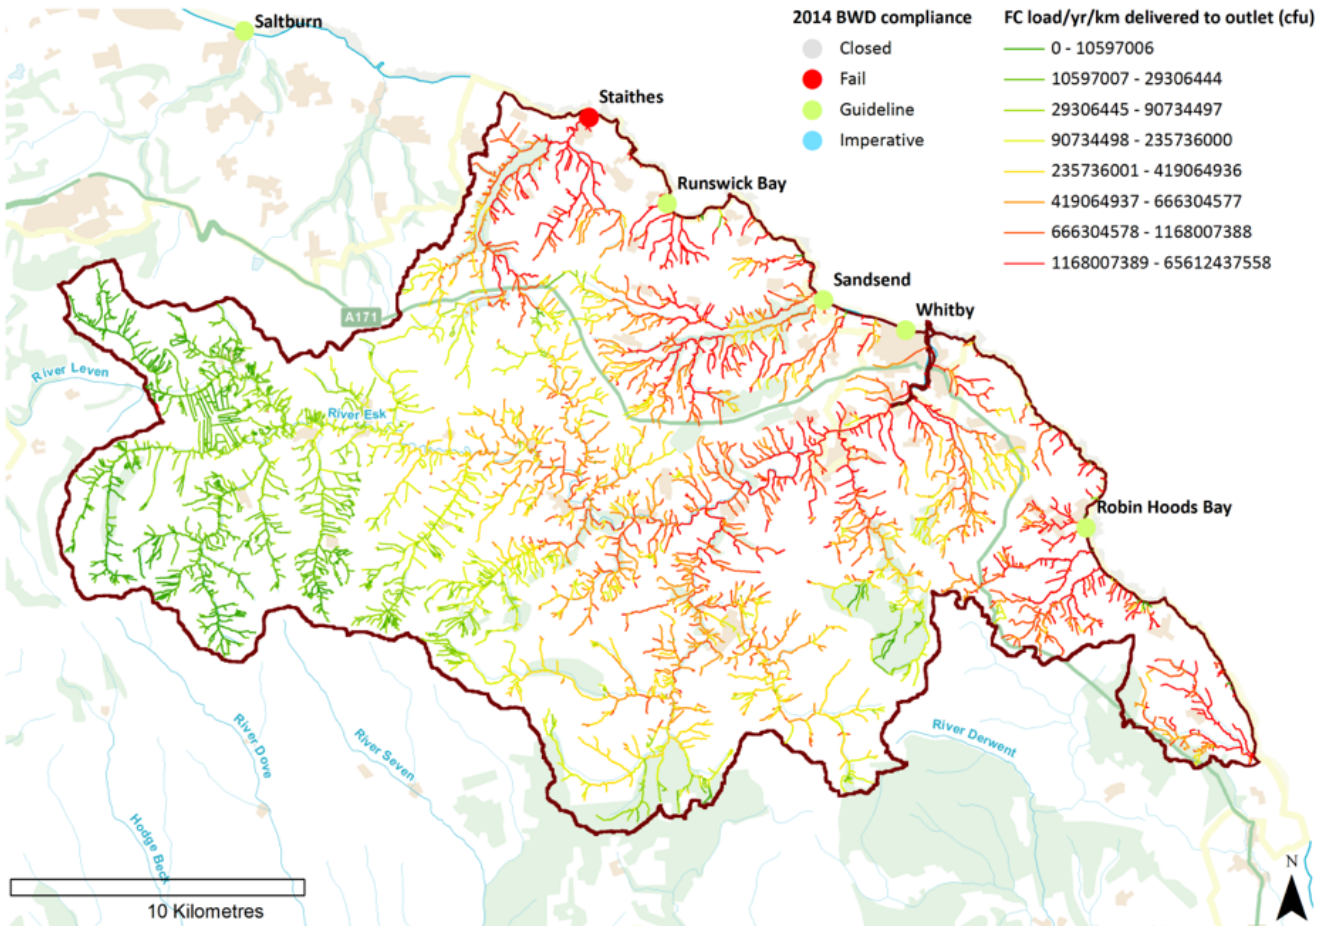 Saltburn
2014 BWD compliance
Closed
Fail
Guideline
Imperative
FC load/yr/km delivered to outlet (cfu)
0 - 10597006
10597007 - 29306444
29306445 - 90734497
90734498 - 235736000
235736001 - 419064936
419064937 - 666304577
666304578 - 1168007388
1168007389 - 65612437558
Staithes
Runswick Bay
Sandsend
Whitby
A171
River Leven
River Esk
Robin Hoods Bay
River Dove
River Seven
River Derwent
Hodge Beck
10 Kilometres
N